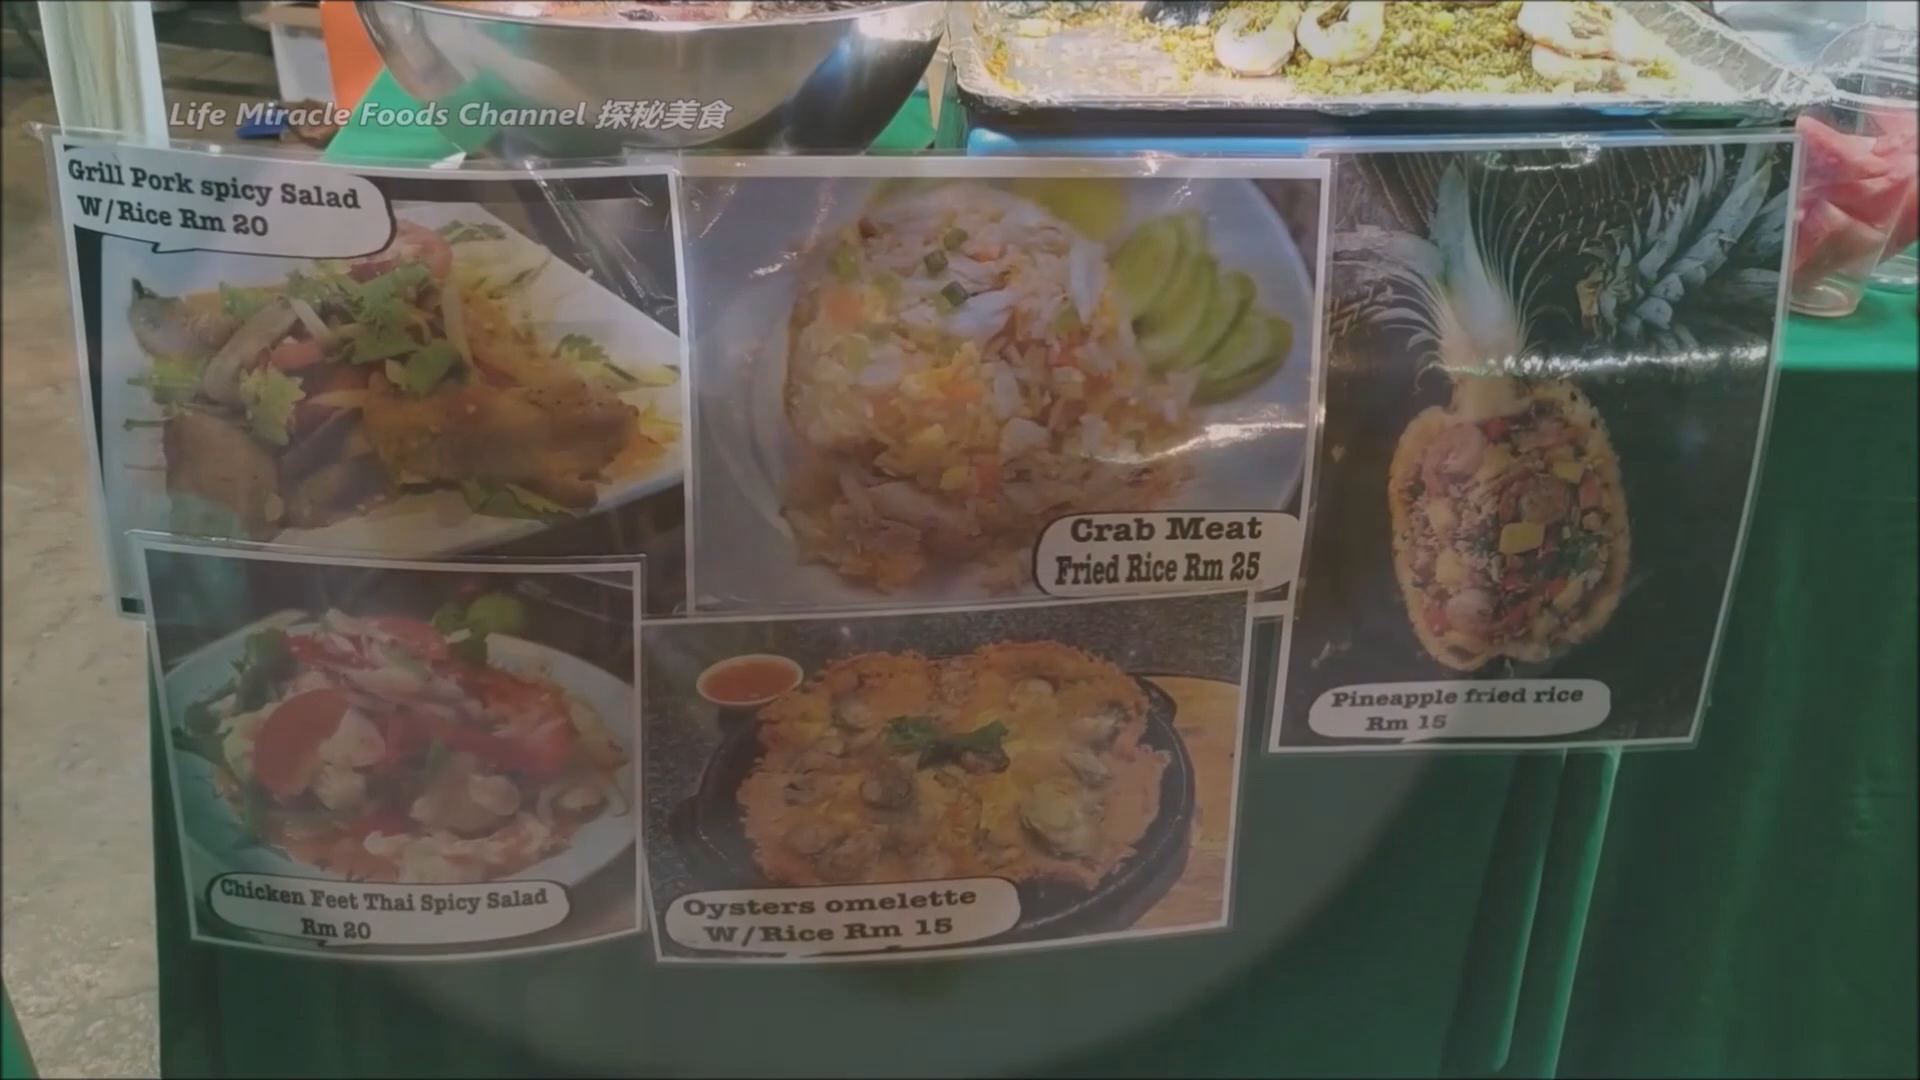 Life Miracle Foods Channel 探秘美食
Grill Pork spicy Salad
W/Rice Rm 20
Crab Meat
Fried Rice Rm 25
Pineapple fried rice
Rm 15
Chicken Feet Thai Spicy Salad
Rm 20
Oysters omelette
W/Rice Rm 15